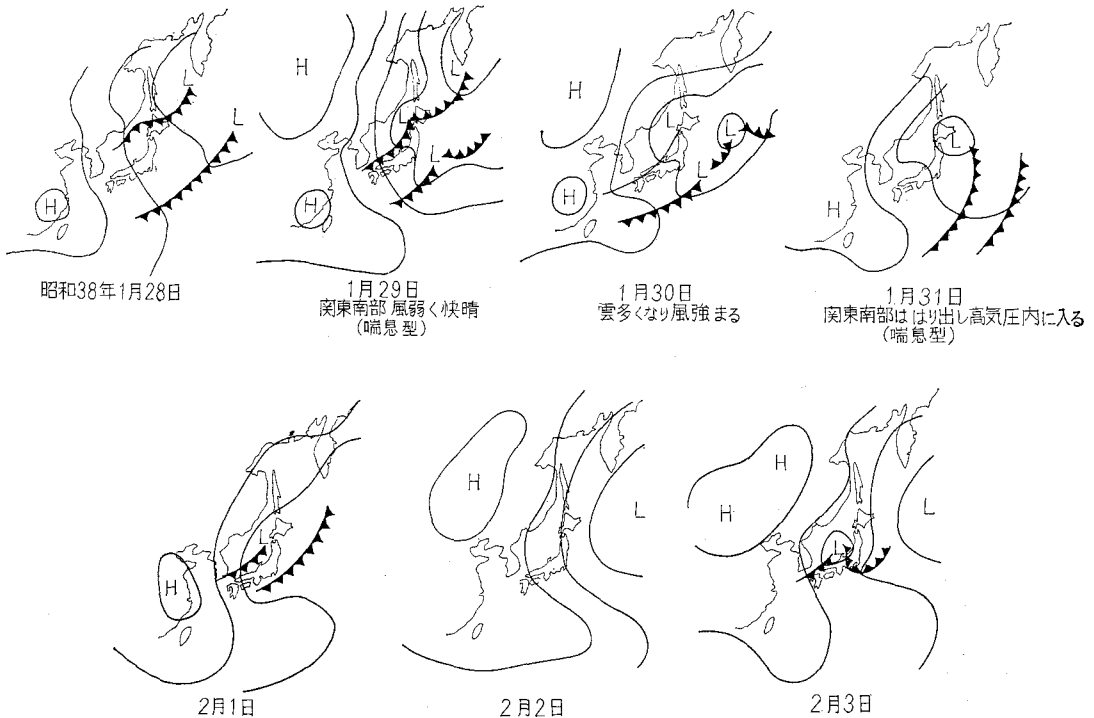 H
L
L
昭和38年1月28日
H
H
L
L
L
1月29日
関東南部 風弱く快晴
(喘息型)
H
H
L
L
L
1月30日
雲多くなり風強まる
H
L
1月31日
関東南部ははり出し高気圧内に入る
(喘息型)
H
L
2月1日
H
L
2月2日
H
H
L
L
2月3日